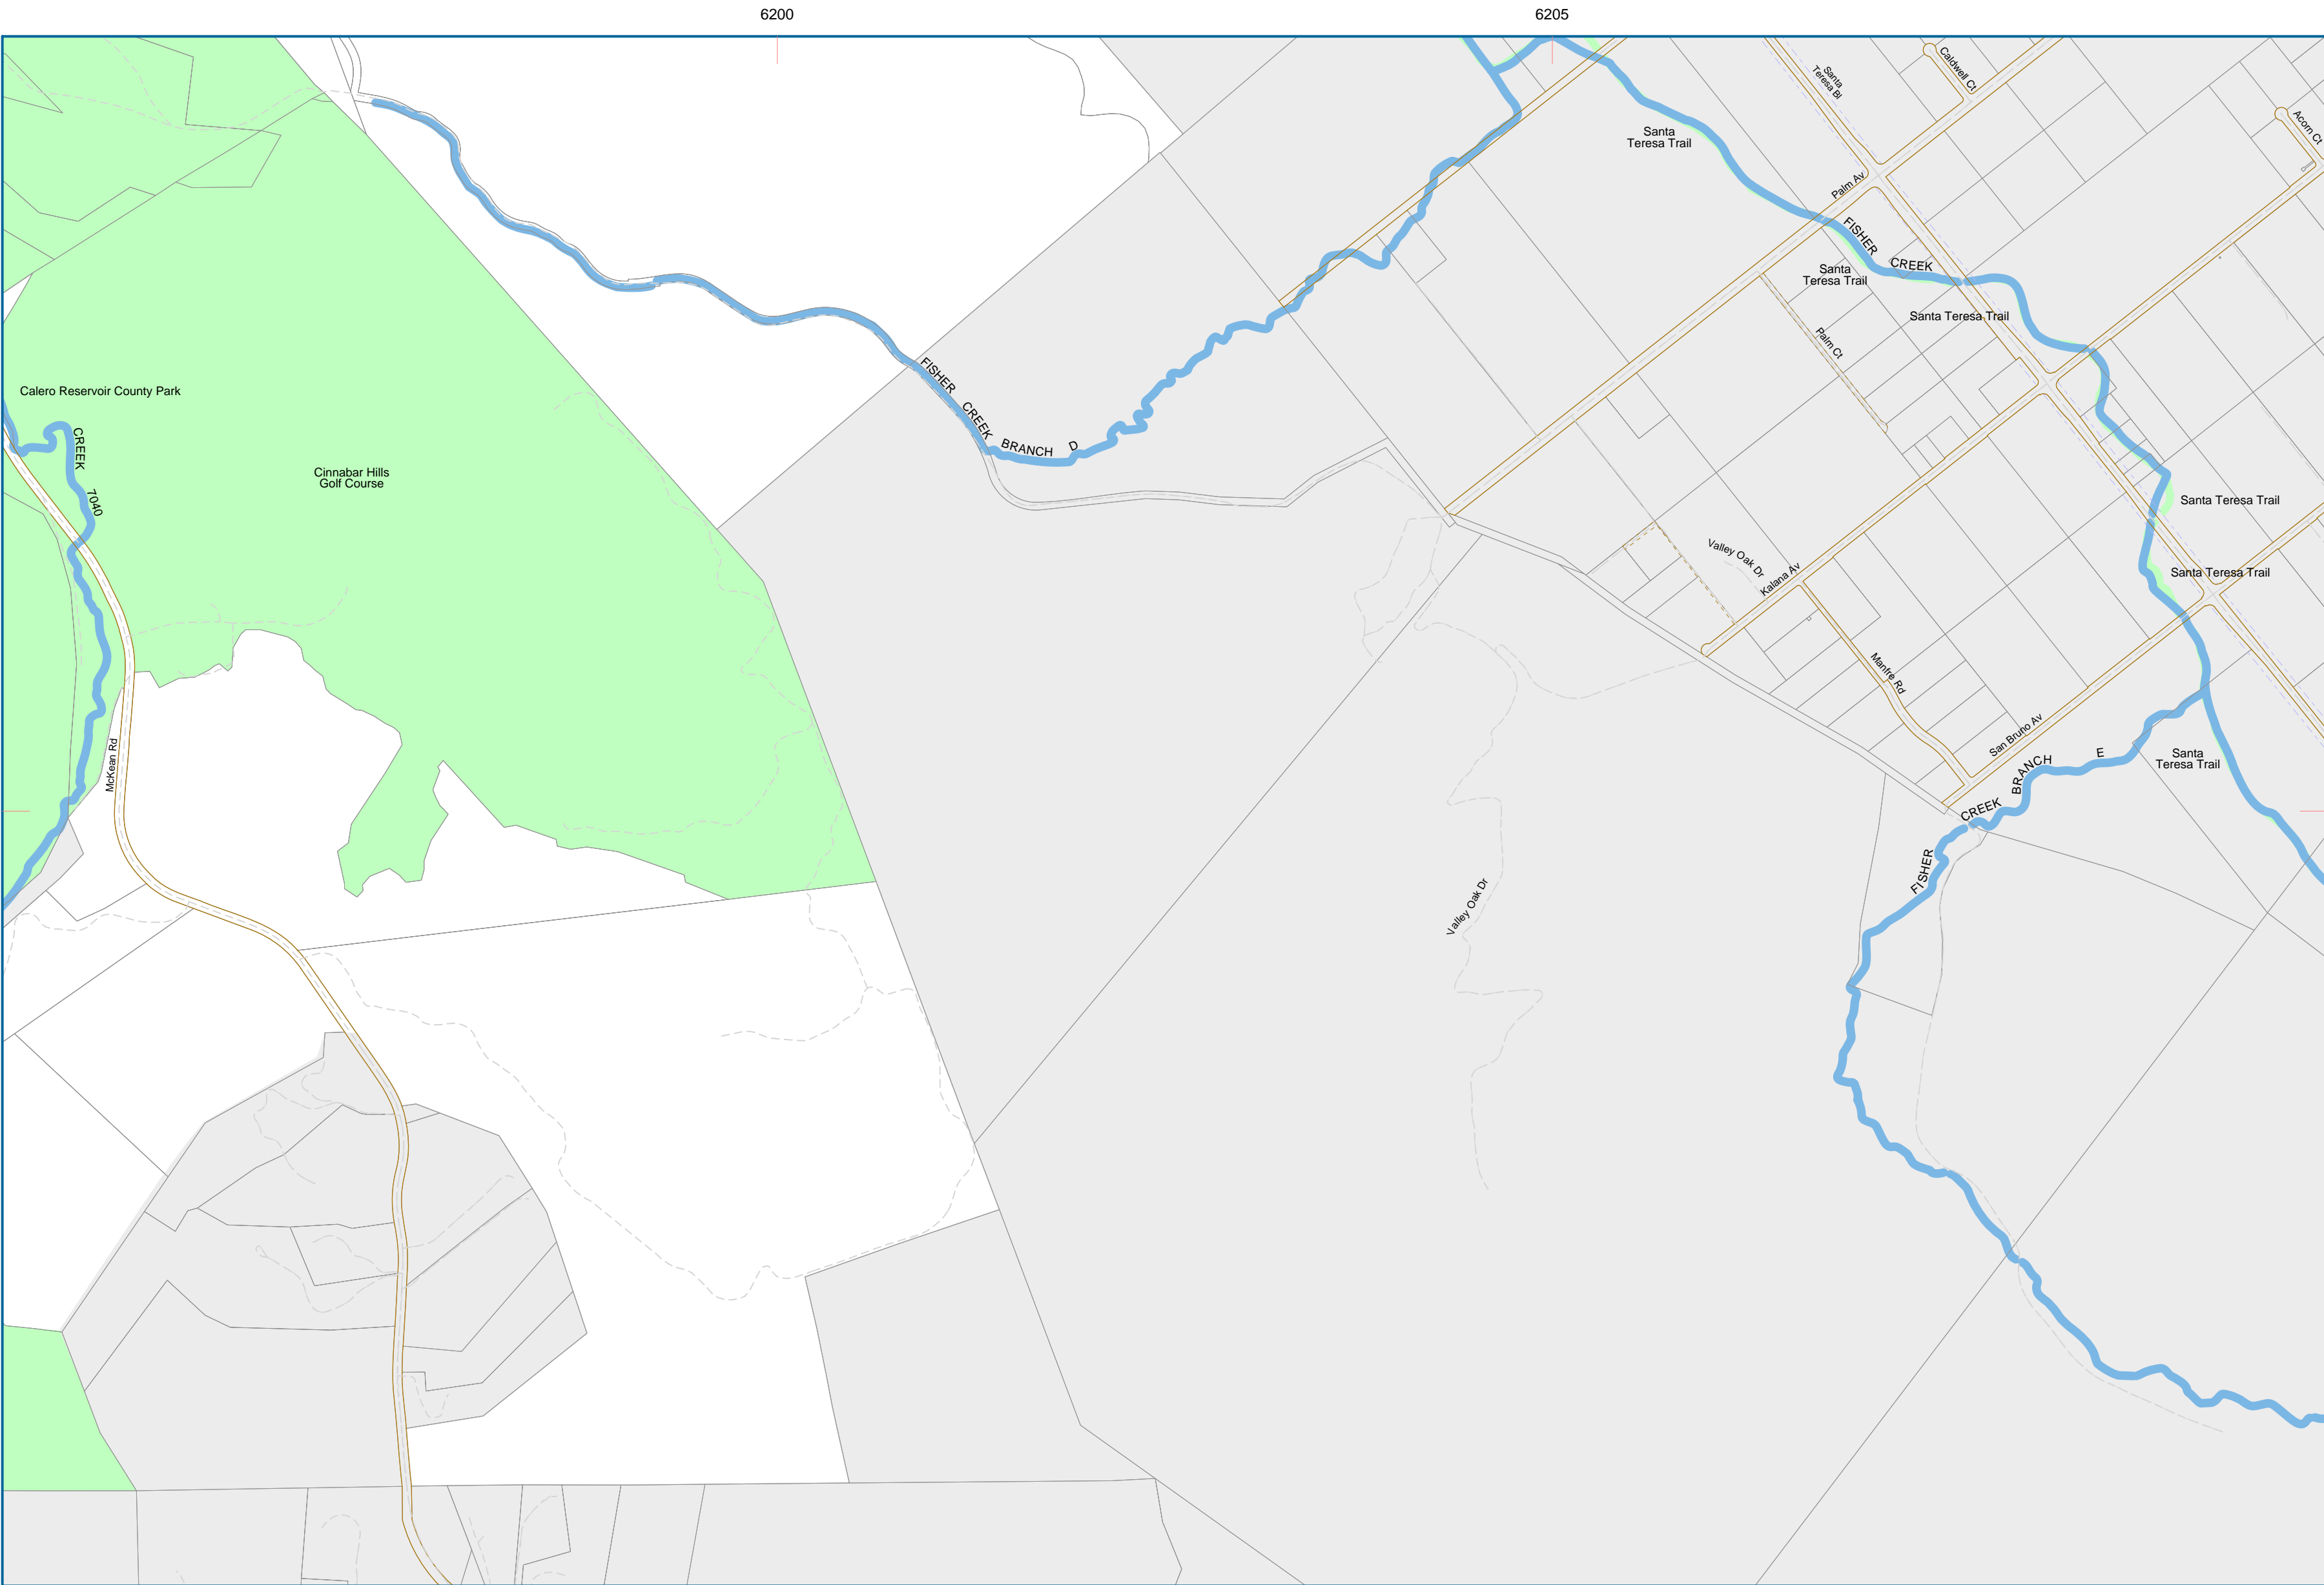 6200
6205
Santa
Teresa Bl
Caldwell Ct
Acorn Ct
Santa
Teresa Trail
Palm Av
FISHER
CREEK
Santa
Teresa Trail
Santa Teresa Trail
Palm Ct
Calero Reservoir County Park
FISHER
CREEK
BRANCH
D
CREEK
7040
Cinnabar Hills
Golf Course
Santa Teresa Trail
Valley Oak Dr
Kalana Av
Santa Teresa Trail
Manfre Rd
San Bruno Av
McKean Rd
Santa
Teresa Trail
FISHER
CREEK
BRANCH
E
Valley Oak Dr